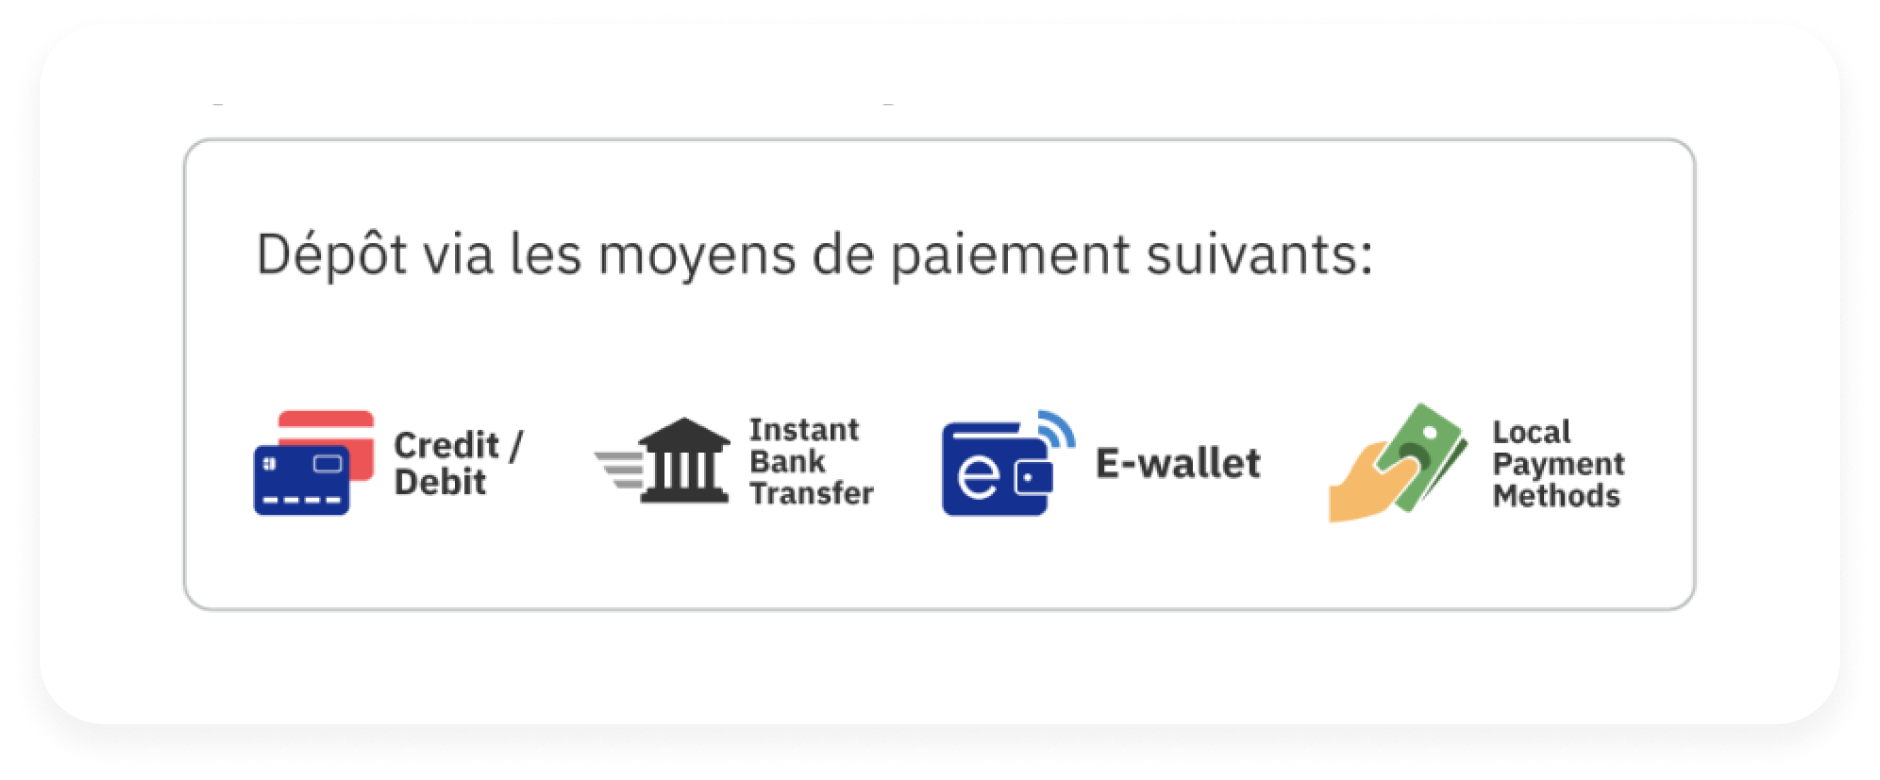 Dépôt via les moyens de paiement suivants:
Credit /
Debit
Instant
Bank
Transfer
E-wallet
Local
Payment
Methods